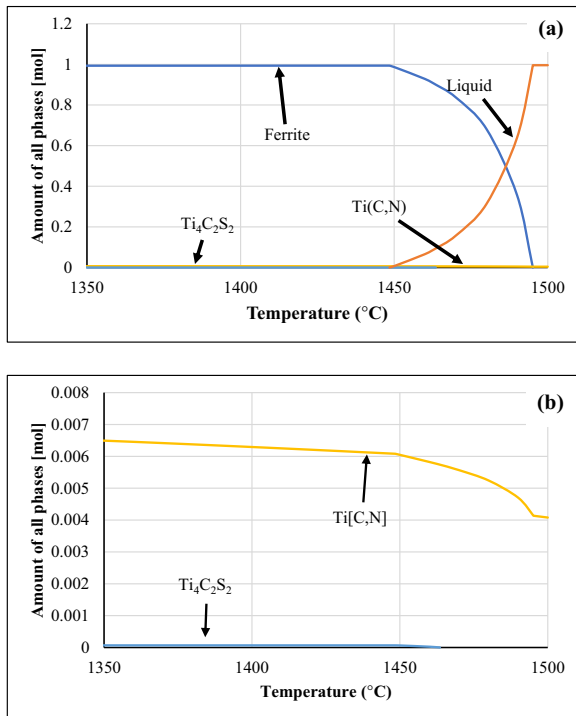 (a)
Amount of all phases [mol]
1.2
1
0.8
0.6
0.4
0.2
0
Ferrite
Liquid
Ti(C,N)
Ti₄C₂S₂
1350
1400
1450
1500
Temperature (°C)
(b)
Amount of all phases [mol]
0.008
0.007
0.006
0.005
0.004
0.003
0.002
0.001
0
Ti[C,N]
Ti₄C₂S₂
1350
1400
1450
1500
Temperature (°C)